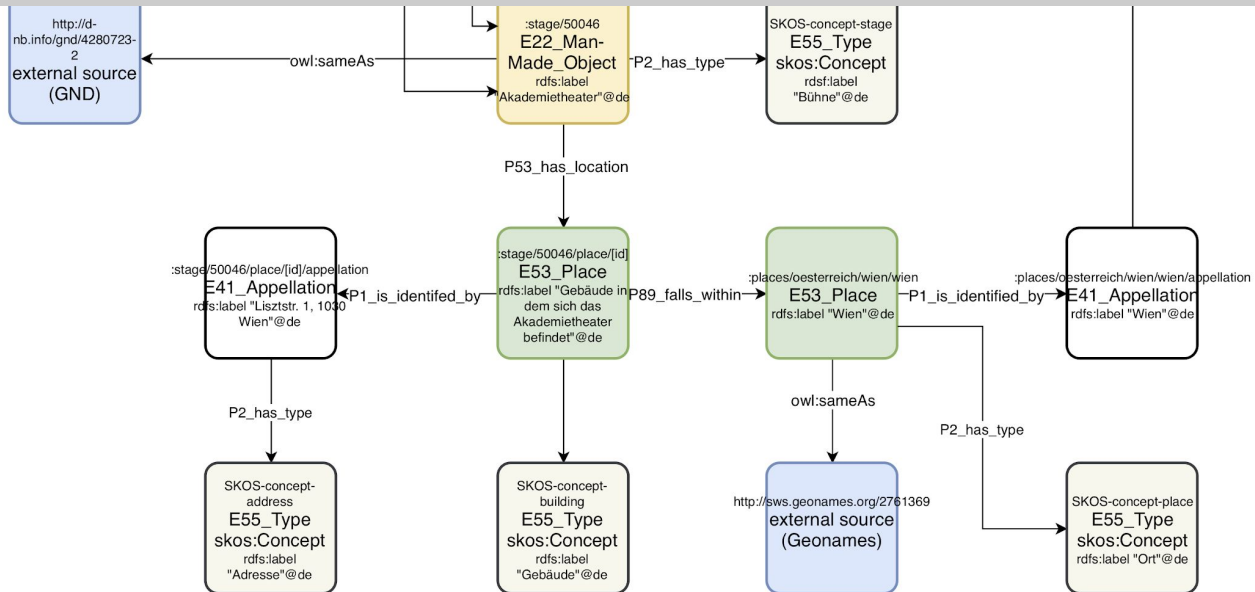 http://d-
nb.info/gnd/4280723-
2
external source
(GND)
owl:sameAs
:stage/50046
E22_Man-
Made_Object
rdfs:label
"Akademietheater"@de
P2_has_type
SKOS-concept-stage
E55_Type
skos:Concept
rdsf:label
"Bühne"@de
P53_has_location
:stage/50046/place/[id]/appellation
E41_Appellation
rdfs:label "Lisztstr. 1, 1030
Wien"@de
P1_is_identifed_by
:stage/50046/place/[id]
E53_Place
rdfs:label "Gebäude in
dem sich das
Akademietheater
befindet"@de
P89_falls_within
:places/oesterreich/wien/wien
E53_Place
rdfs:label "Wien"@de
P1_is_identified_by
:places/oesterreich/wien/wien/appellation
E41_Appellation
rdfs:label "Wien"@de
P2_has_type
owl:sameAs
P2_has_type
SKOS-concept-
address
E55_Type
skos:Concept
rdfs:label
"Adresse"@de
SKOS-concept-
building
E55_Type
skos:Concept
rdfs:label
"Gebäude"@de
http://sws.geonames.org/2761369
external source
(Geonames)
SKOS-concept-place
E55_Type
skos:Concept
rdfs:label "Ort"@de